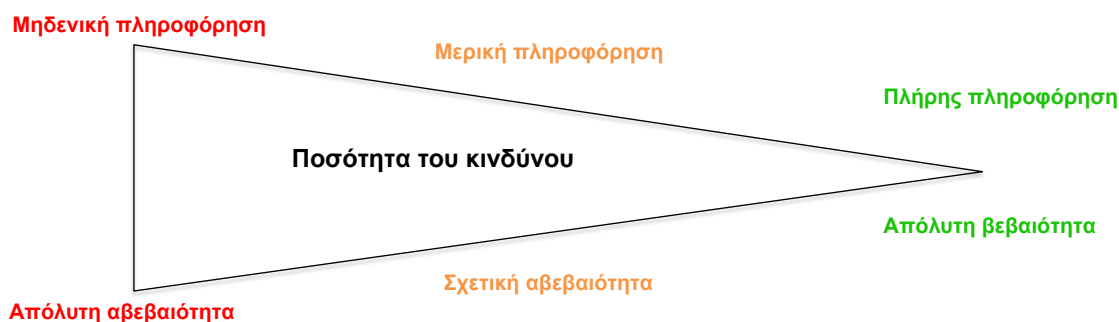 Μηδενική πληροφόρηση
Μερική πληροφόρηση
Πλήρης πληροφόρηση
Ποσότητα του κινδύνου
Απόλυτη βεβαιότητα
Σχετική αβεβαιότητα
Απόλυτη αβεβαιότητα